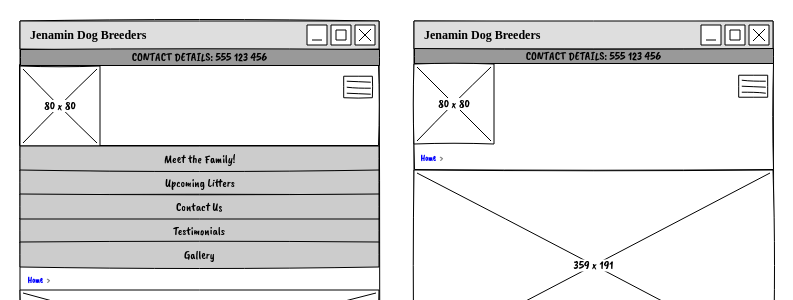 Jenamin Dog Breeders
CONTACT DETAILS: 555 123 456
80 x 80
Meet the Family!
Upcoming Litters
Contact Us
Testimonials
Gallery
Home >
Jenamin Dog Breeders
CONTACT DETAILS: 555 123 456
80 x 80
Home >
359 x 191